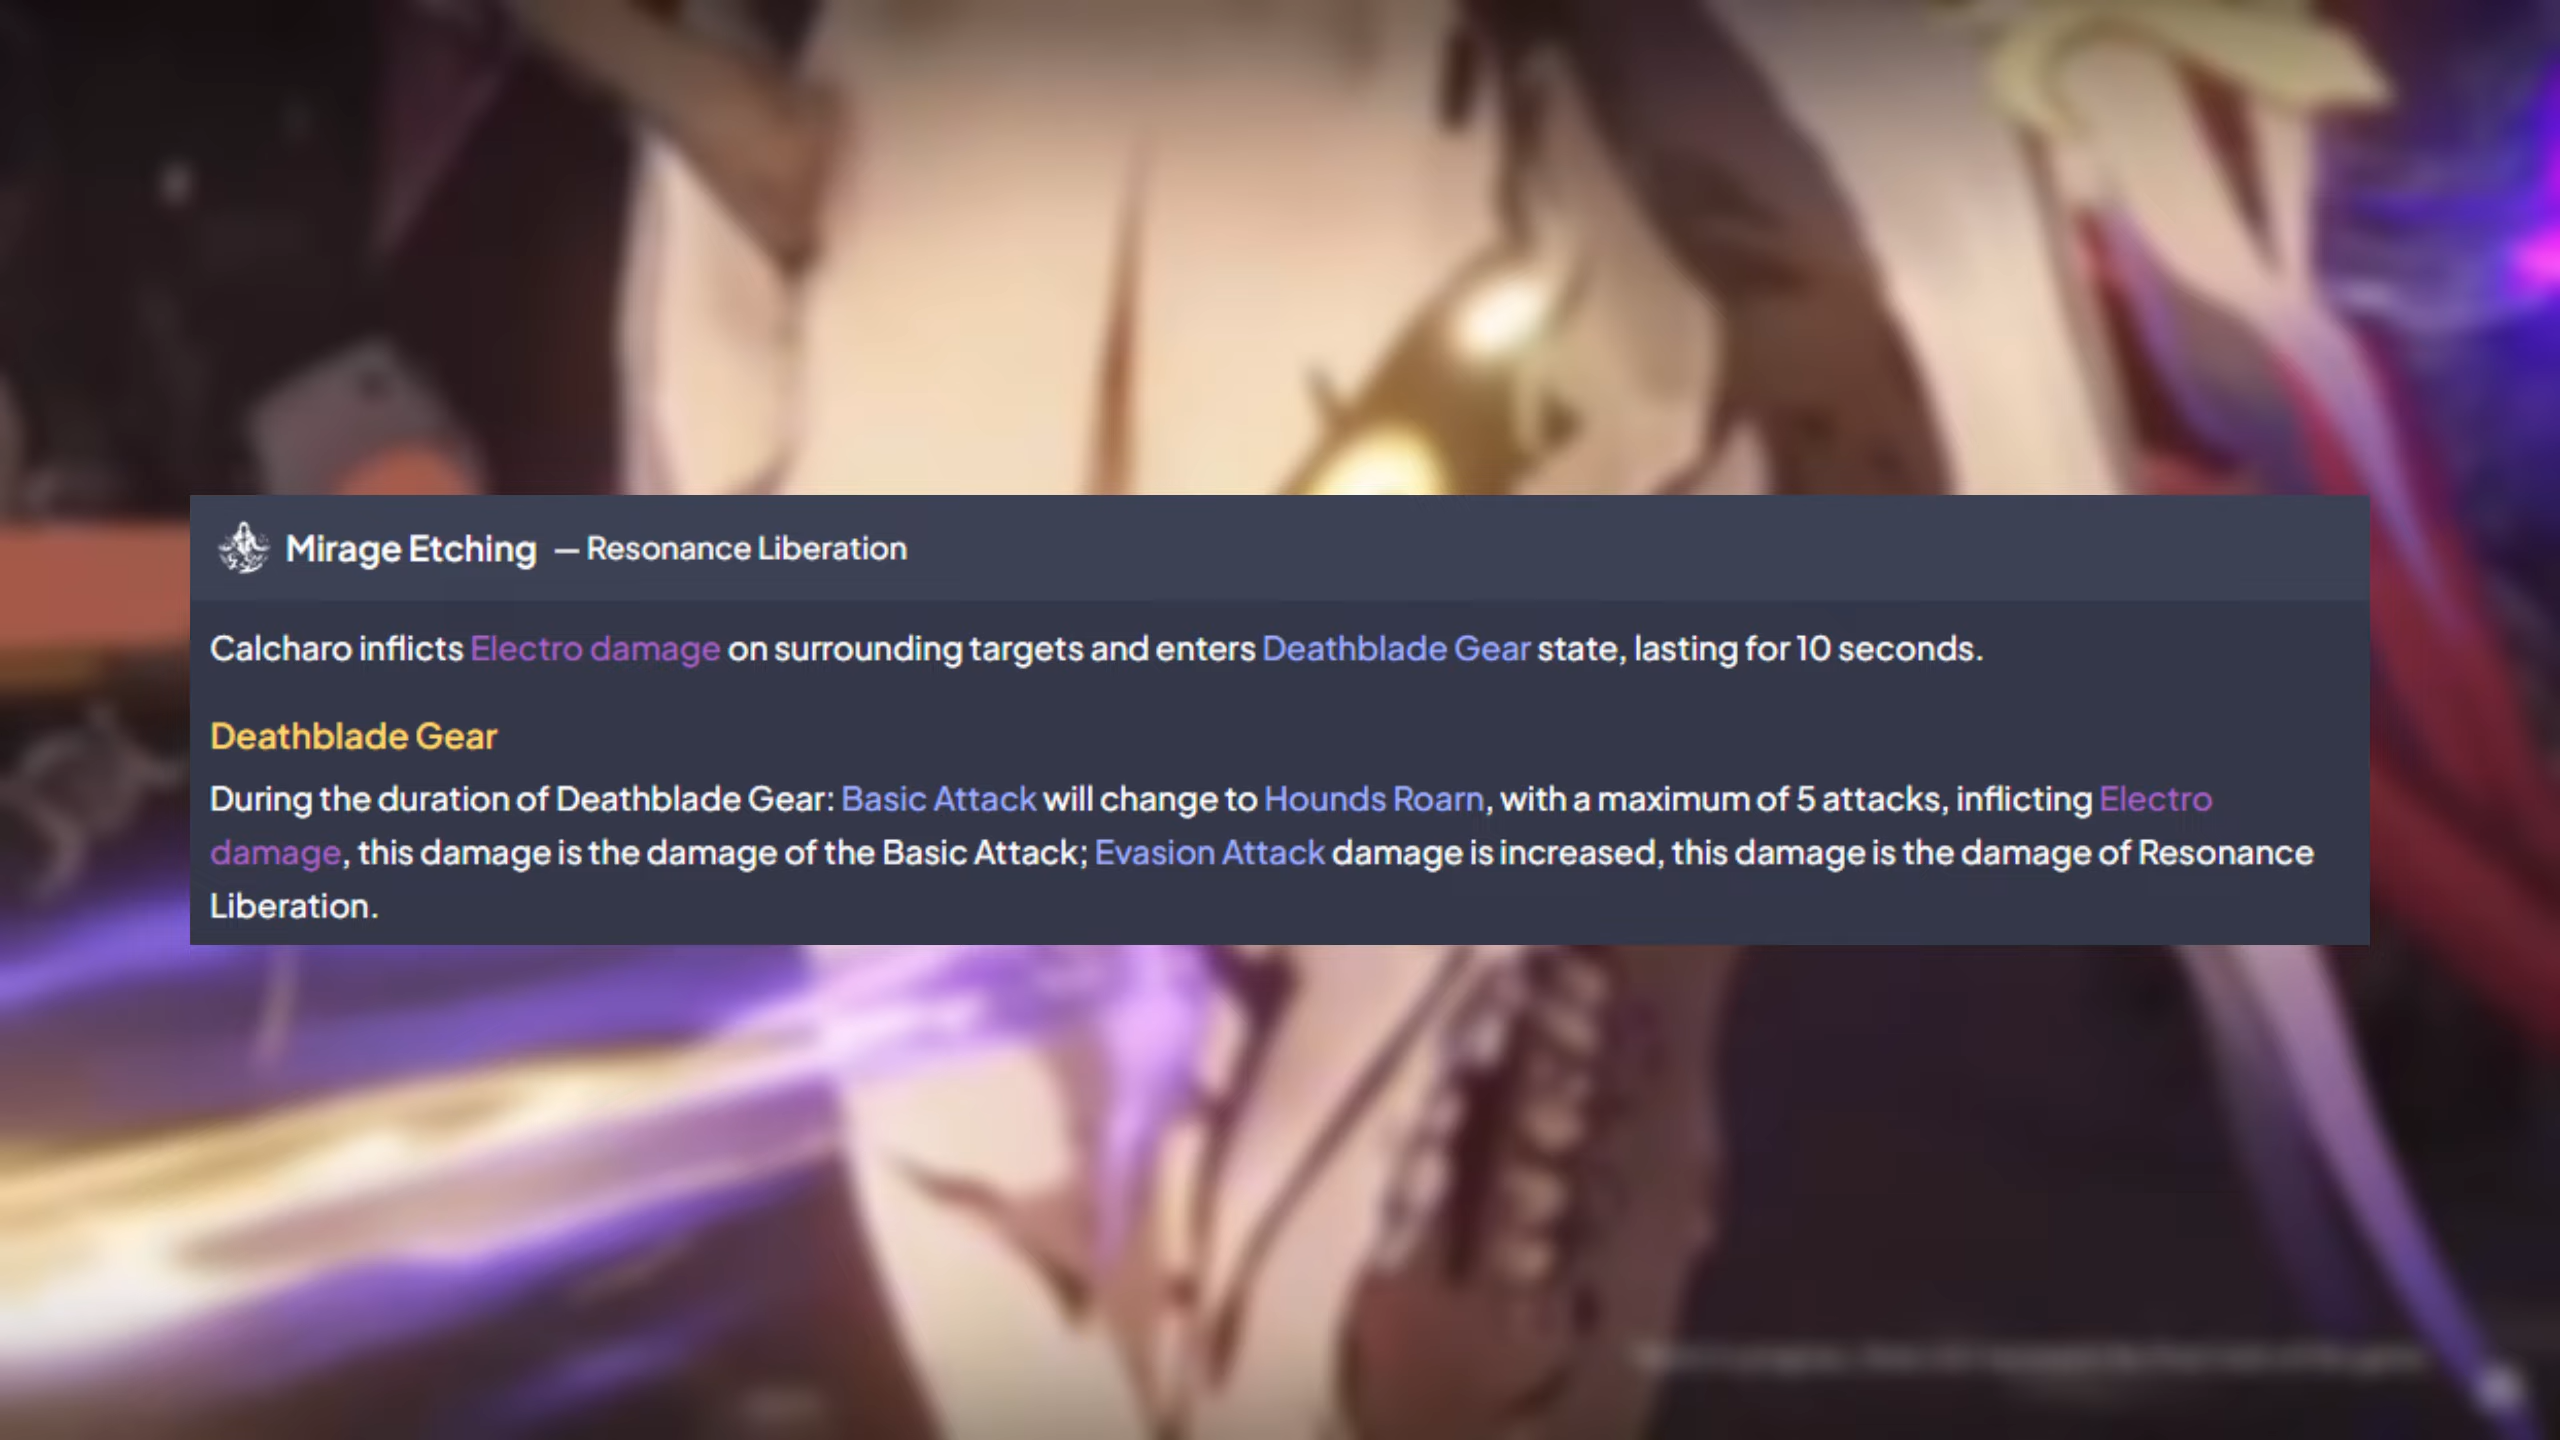 Mirage Etching — Resonance Liberation
Calcharo inflicts Electro damage on surrounding targets and enters Deathblade Gear state, lasting for 10 seconds.
Deathblade Gear
During the duration of Deathblade Gear: Basic Attack will change to Hounds Roarn, with a maximum of 5 attacks, inflicting Electro
damage, this damage is the damage of the Basic Attack; Evasion Attack damage is increased, this damage is the damage of Resonance
Liberation.